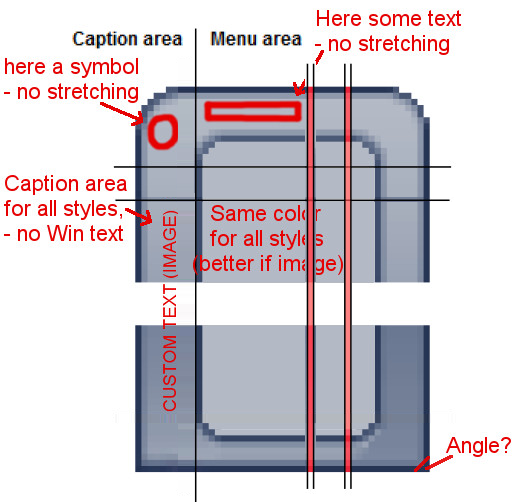 Here some text
- no stretching
Caption area
Menu area
here a symbol
- no stretching
Caption area
for all styles,
- no Win text
Same color
for all styles
(better if image)
CUSTOM TEXT (IMAGE)
Angle?